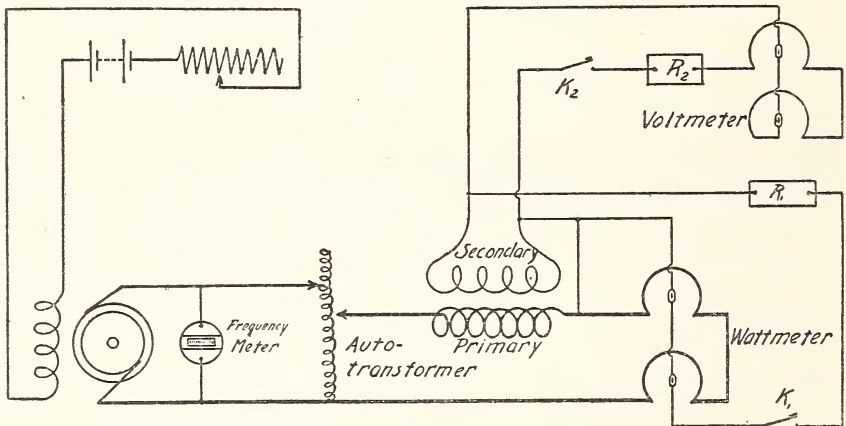 K2
R2
Voltmeter
R1
Secondary
Frequency
Meter
Auto-
transformer
Primary
Wattmeter
K1